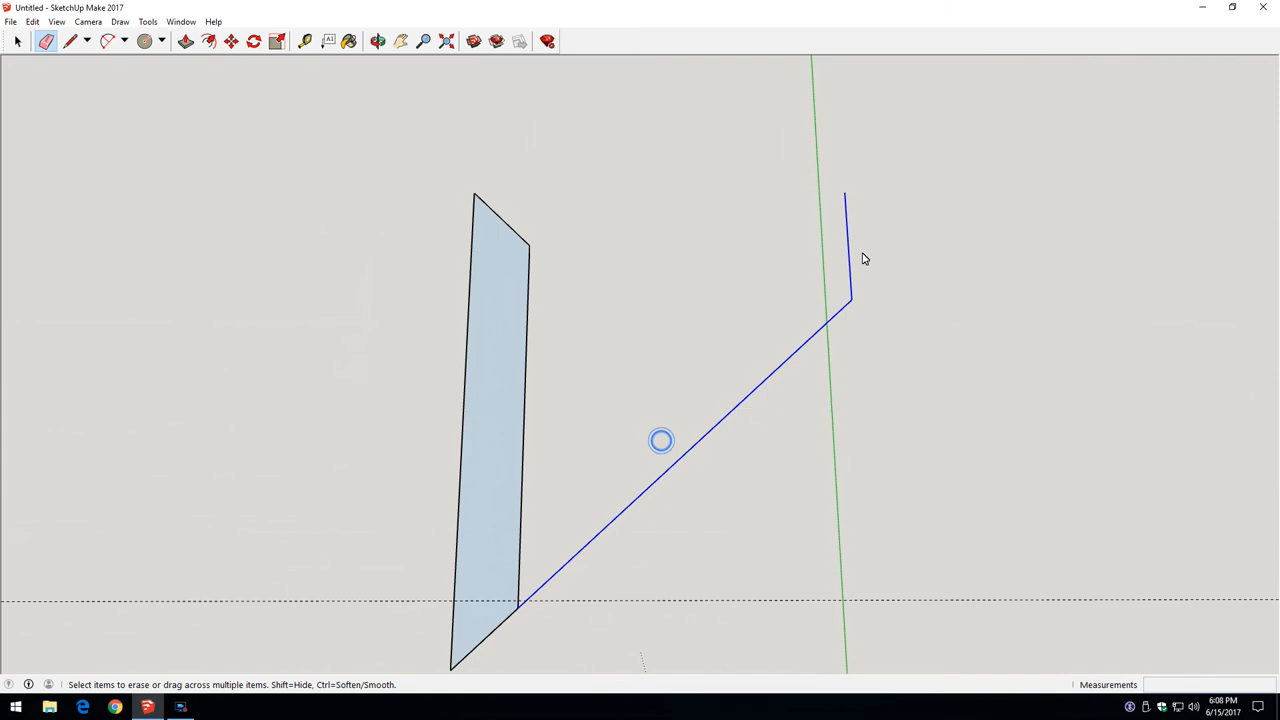 Untitled - SketchUp Make 2017
File Edit View Camera Draw Tools Window Help
A1
Select items to erase or drag across multiple items. Shift=Hide, Ctrl=Soften/Smooth.
Measurements
6:08 PM
6/15/2017